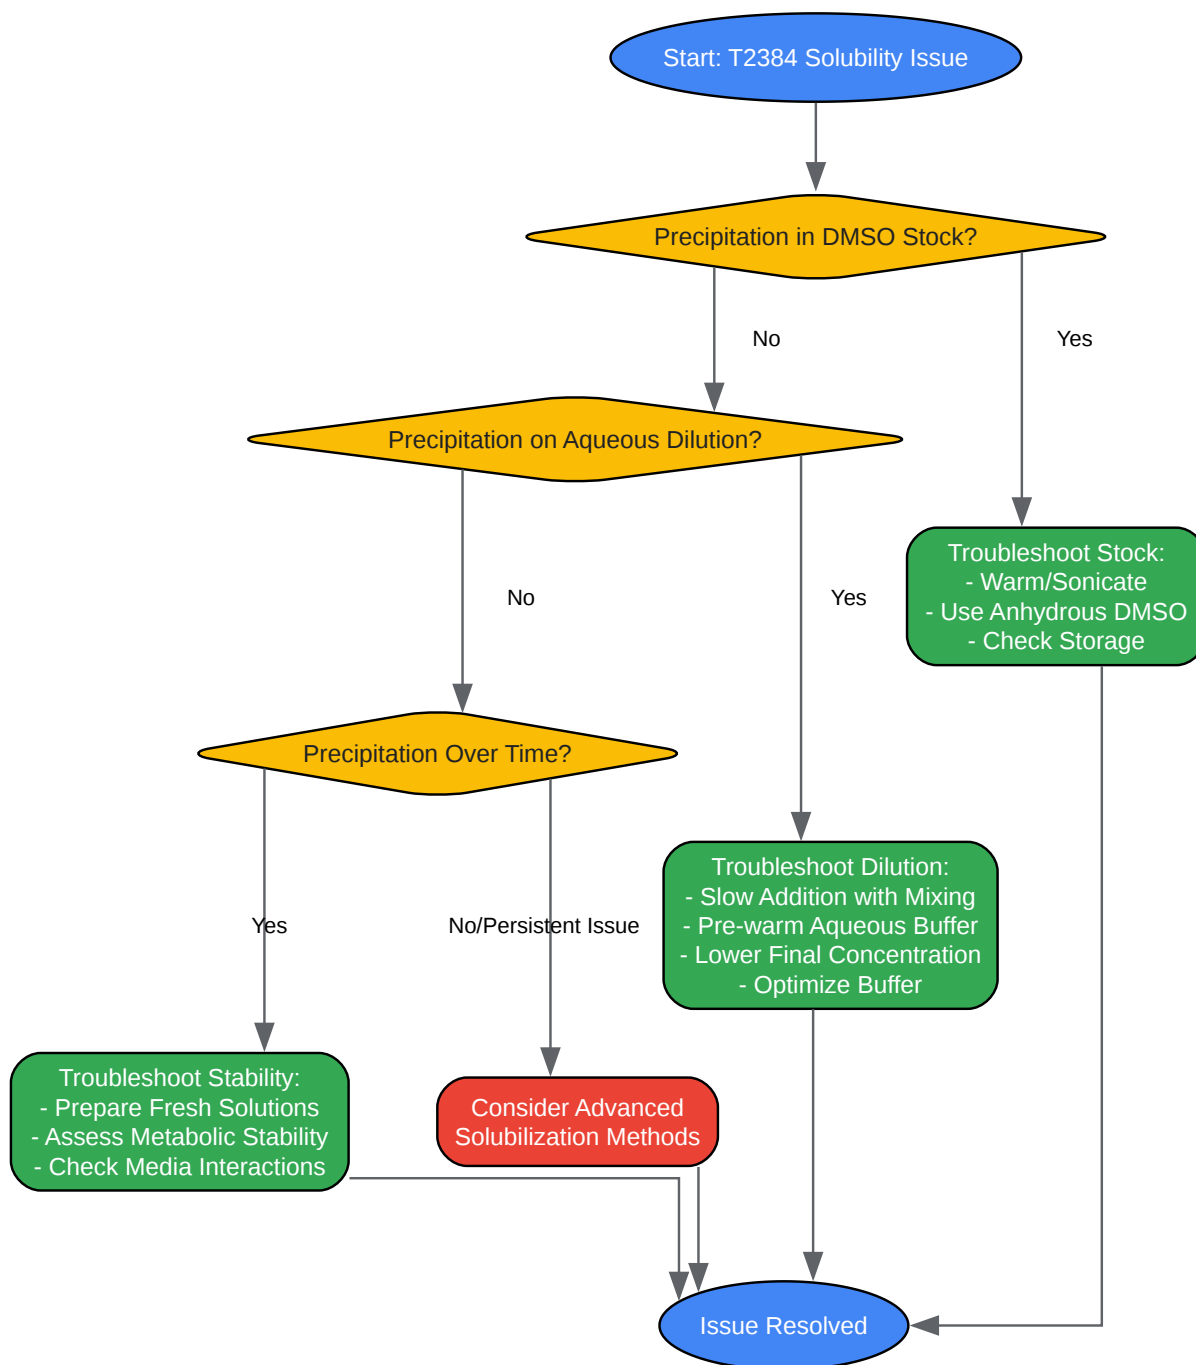 Start: T2384 Solubility Issue
Precipitation in DMSO Stock?
No
Yes
Precipitation on Aqueous Dilution?
No
Yes
Troubleshoot Stock:
- Warm/Sonicate
- Use Anhydrous DMSO
- Check Storage
Precipitation Over Time?
Yes
No/Persistent Issue
Troubleshoot Dilution:
- Slow Addition with Mixing
- Pre-warm Aqueous Buffer
- Lower Final Concentration
- Optimize Buffer
Troubleshoot Stability:
- Prepare Fresh Solutions
- Assess Metabolic Stability
- Check Media Interactions
Consider Advanced
Solubilization Methods
Issue Resolved